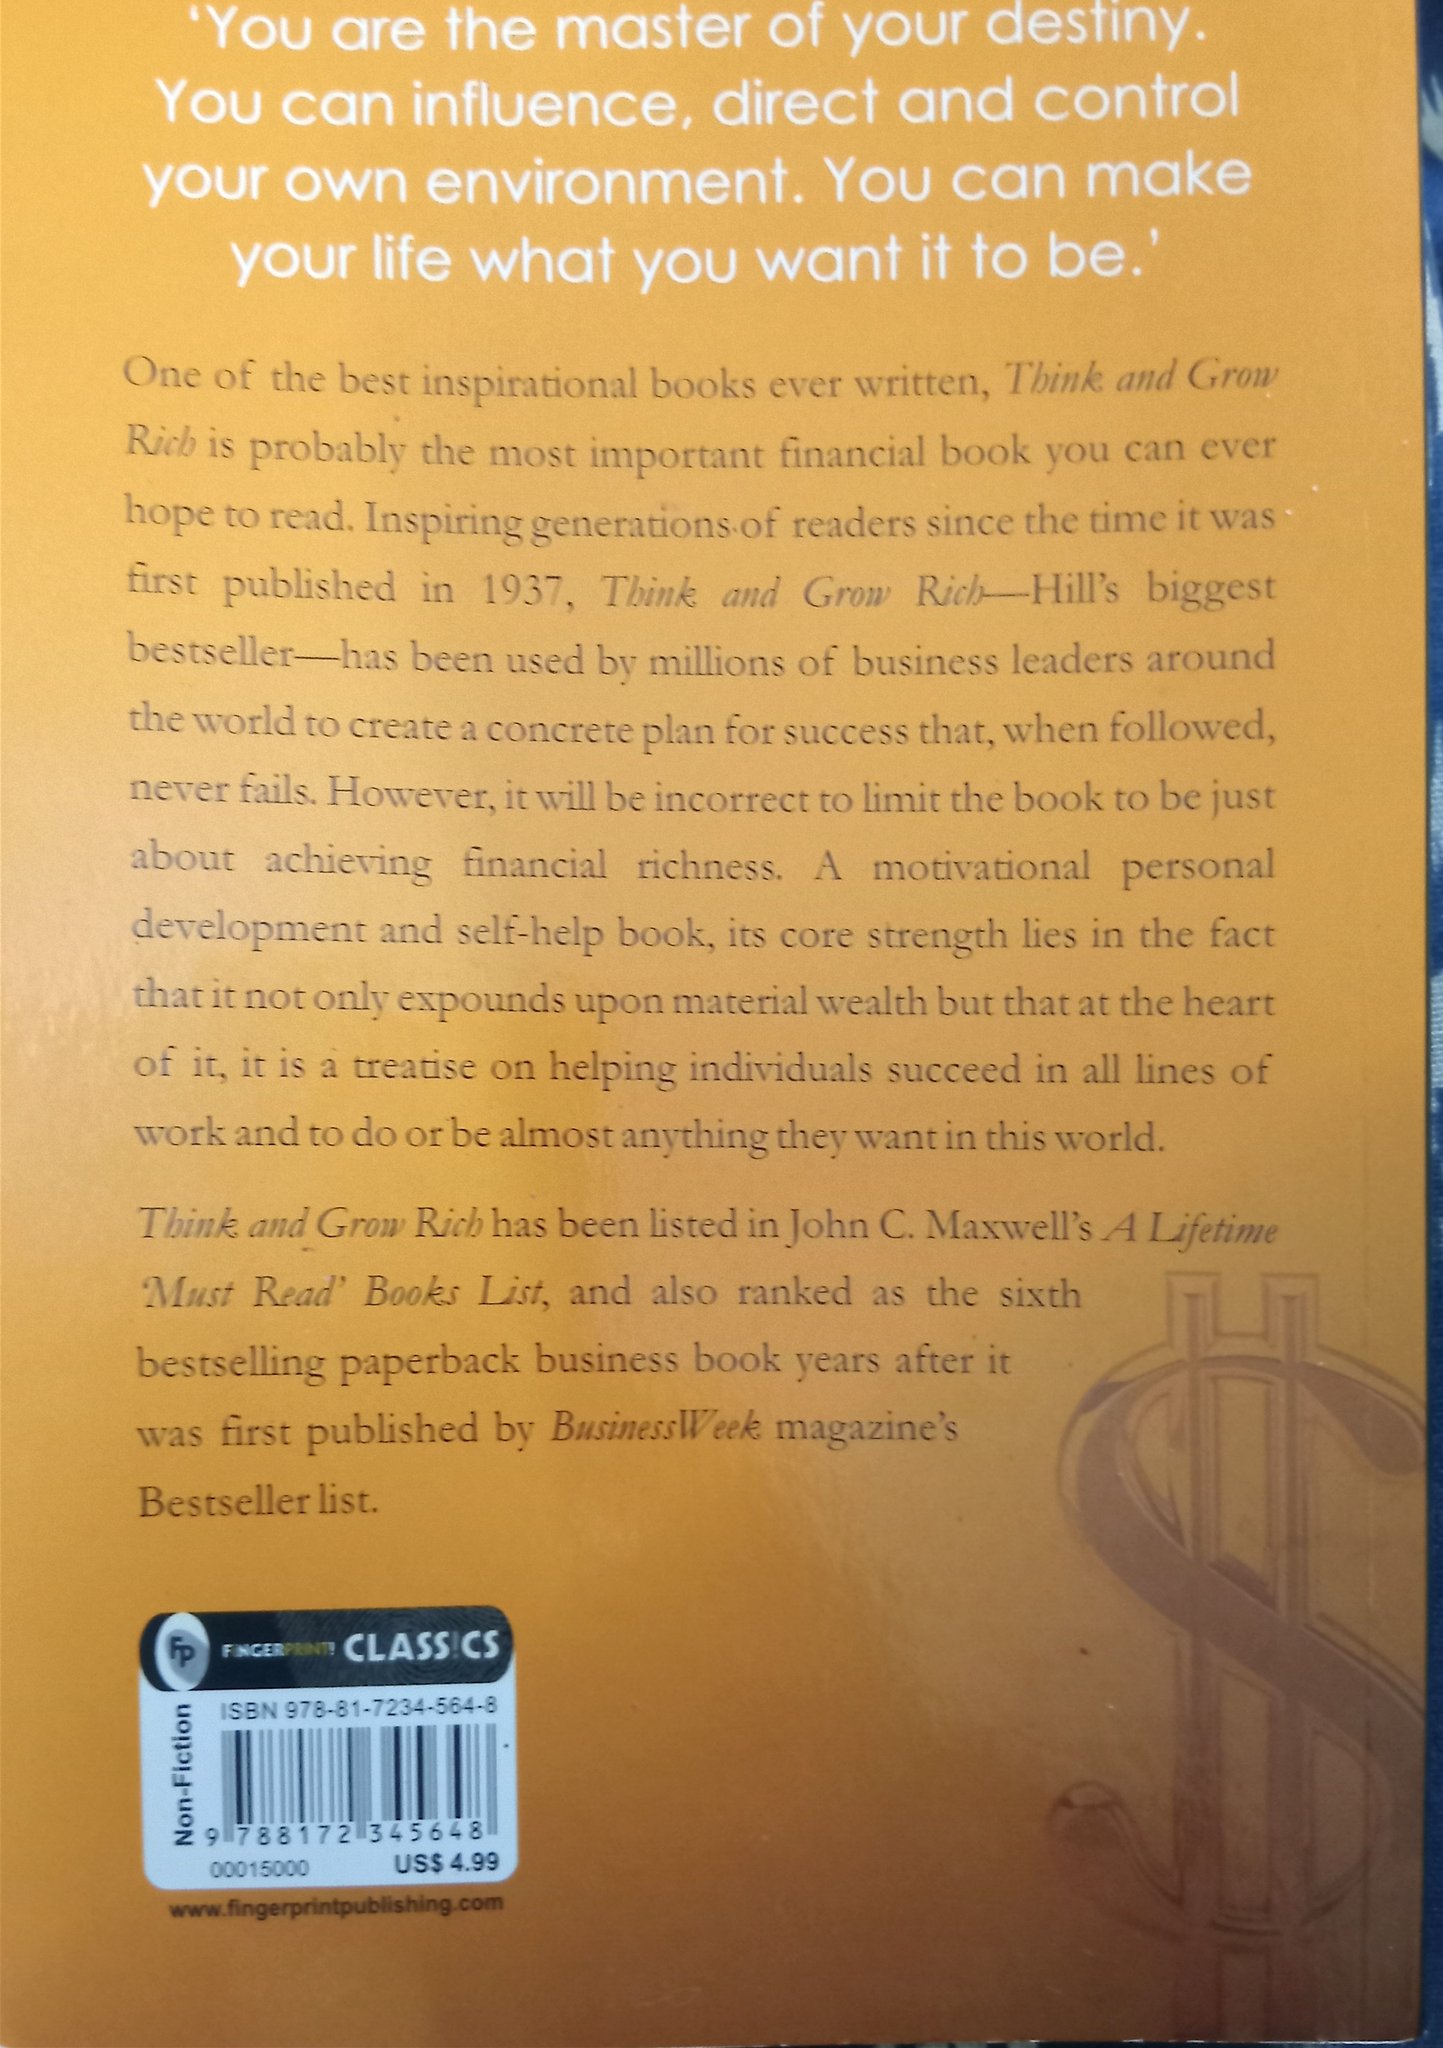 ‘You are the master of your destiny.
You can influence, direct and control
your own environment. You can make
your life what you want it to be.’
One of the best inspirational books ever written, Think and Grow
Rich is probably the most important financial book you can ever
hope to read. Inspiring generations of readers since the time it was
first published in 1937, Think and Grow Rich—Hill’s biggest
bestseller—has been used by millions of business leaders around
the world to create a concrete plan for success that, when followed,
never fails. However, it will be incorrect to limit the book to be just
about achieving financial richness. A motivational personal
development and self-help book, its core strength lies in the fact
that it not only expounds upon material wealth but that at the heart
of it, it is a treatise on helping individuals succeed in all lines of
work and to do or be almost anything they want in this world.
Think and Grow Rich has been listed in John C. Maxwell’s A Lifetime
‘Must Read’ Books List, and also ranked as the sixth
bestselling paperback business book years after it
was first published by BusinessWeek magazine’s
Bestseller list.
FP FINGERPRINT! CLASS!CS
ISBN 978-81-7234-564-8
Non-Fiction
9 788172 345648
00015000 US$ 4.99
www.fingerprintpublishing.com